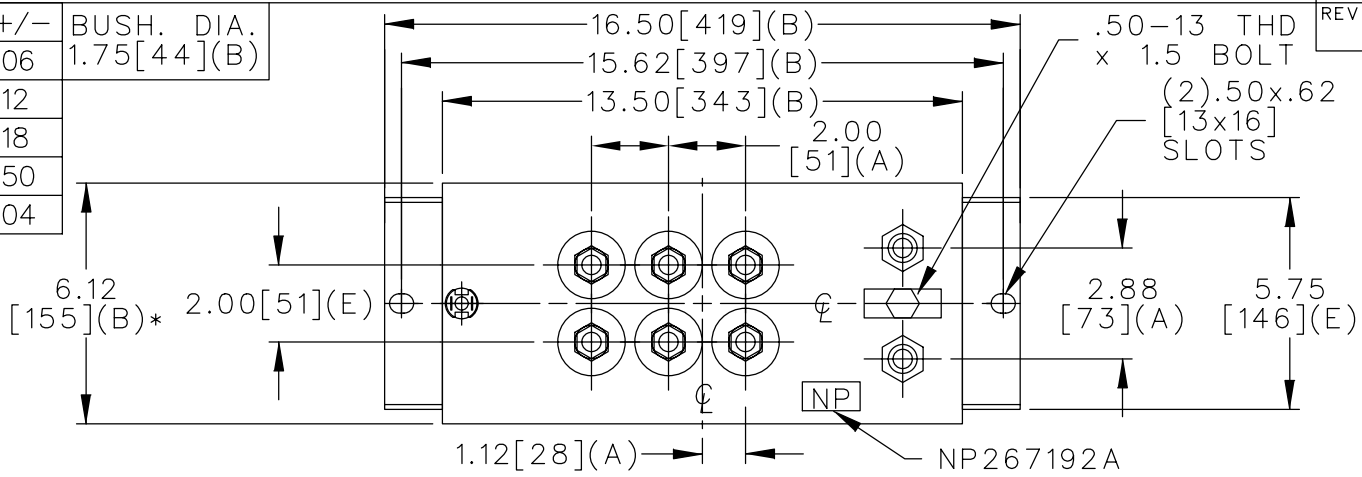 +/-
06
12
18
50
04
BUSH. DIA.
1.75[44](B)
16.50[419](B)
15.62[397](B)
13.50[343](B)
2.00
[51](A)
.50-13 THD
x 1.5 BOLT
(2).50x.62
[13x16]
SLOTS
REV
6.12
[155](B)*
2.00[51](E)
℄
2.88
[73](A)
5.75
[146](E)
℄
NP
1.12[28](A)
NP267192A